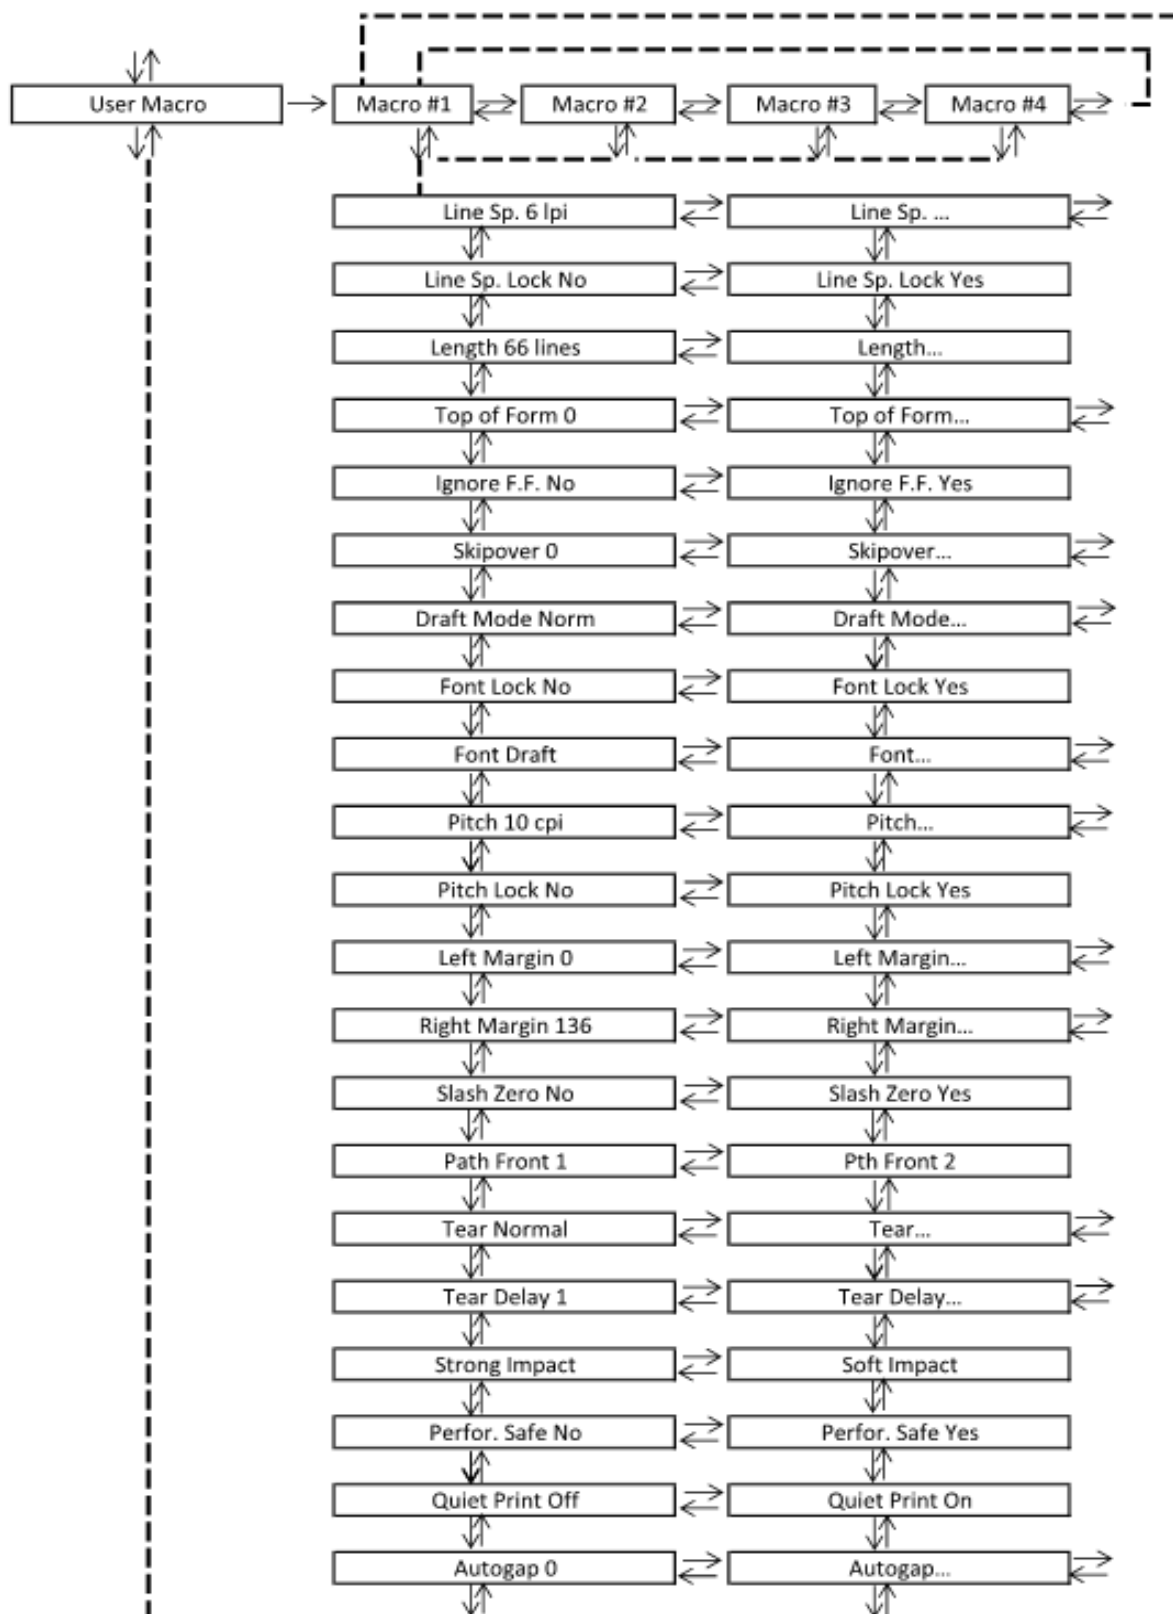 User Macro Macro #1 Macro #2 Macro #3 Macro #4
Line Sp. 6 lpi Line Sp. ...
Line Sp. Lock No Line Sp. Lock Yes
Length 66 lines Length...
Top of Form 0 Top of Form...
Ignore F.F. No Ignore F.F. Yes
Skipover 0 Skipover...
Draft Mode Norm Draft Mode...
Font Lock No Font Lock Yes
Font Draft Font...
Pitch 10 cpi Pitch...
Pitch Lock No Pitch Lock Yes
Left Margin 0 Left Margin...
Right Margin 136 Right Margin...
Slash Zero No Slash Zero Yes
Path Front 1 Pth Front 2
Tear Normal Tear...
Tear Delay 1 Tear Delay...
Strong Impact Soft Impact
Perfor. Safe No Perfor. Safe Yes
Quiet Print Off Quiet Print On
Autogap 0 Autogap...